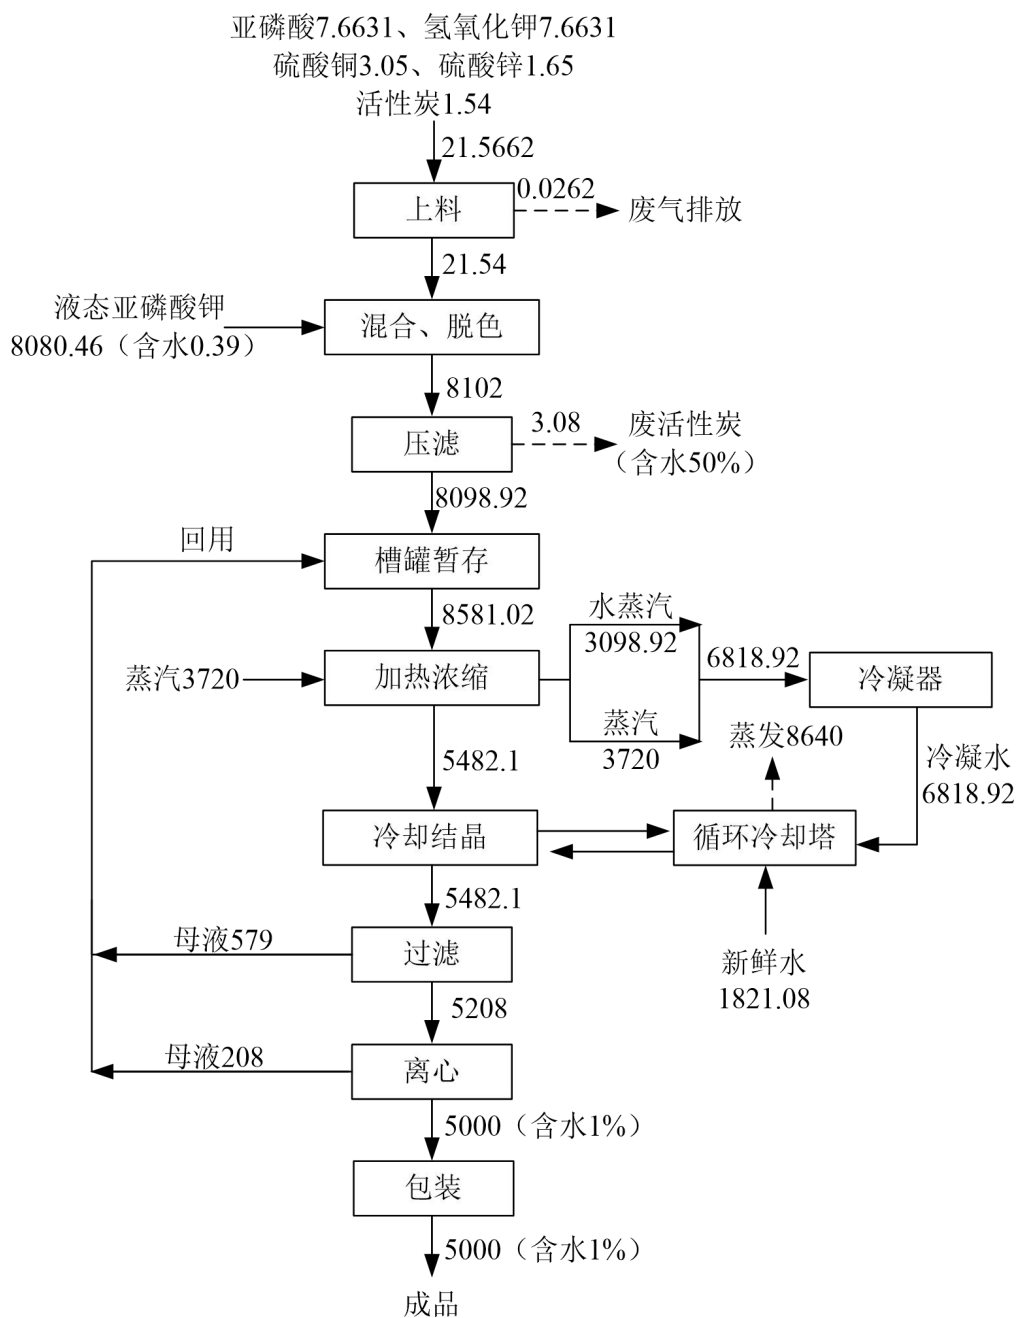 亚磷酸7.6631、氢氧化钾7.6631
硫酸铜3.05、硫酸锌1.65
活性炭1.54
21.5662
上料
0.0262
废气排放
21.54
液态亚磷酸钾
8080.46（含水0.39）
混合、脱色
8102
压滤
3.08
废活性炭
（含水50%）
8098.92
回用
槽罐暂存
8581.02
水蒸汽
3098.92
蒸汽3720
加热浓缩
6818.92
冷凝器
蒸汽
3720
蒸发8640
冷凝水
6818.92
5482.1
冷却结晶
循环冷却塔
5482.1
新鲜水
1821.08
母液579
过滤
5208
母液208
离心
5000（含水1%）
包装
5000（含水1%）
成品